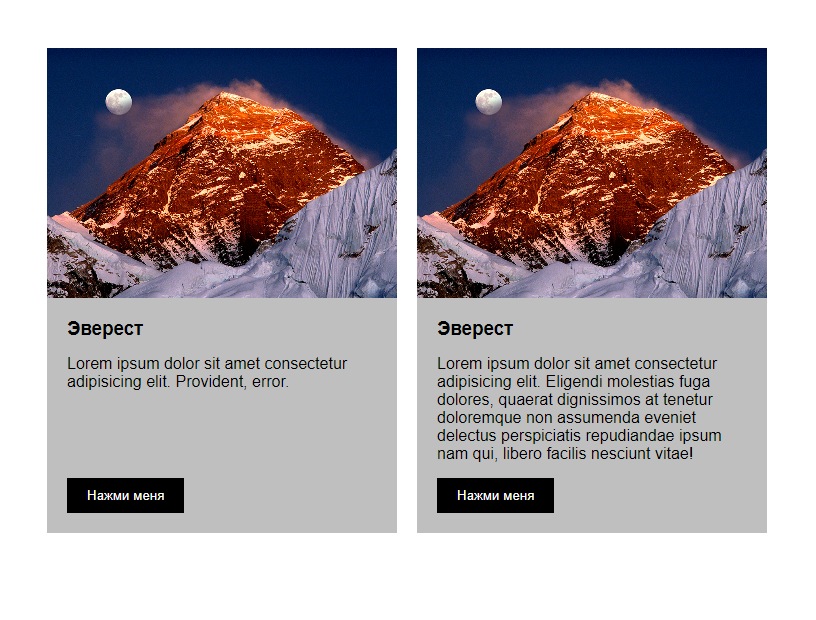 Эверест
Lorem ipsum dolor sit amet consectetur
adipisicing elit. Provident, error.
Нажми меня
Эверест
Lorem ipsum dolor sit amet consectetur
adipisicing elit. Eligendi molestias fuga
dolores, quaerat dignissimos at tenetur
doloremque non assumenda eveniet
delectus perspiciatis repudiandae ipsum
nam qui, libero facilis nesciunt vitae!
Нажми меня